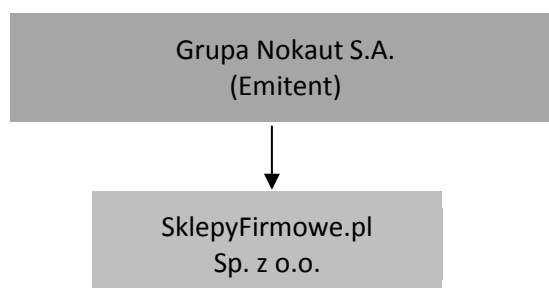 Grupa Nokaut S.A.
(Emitent)
SklepyFirmowe.pl
Sp. z o.o.